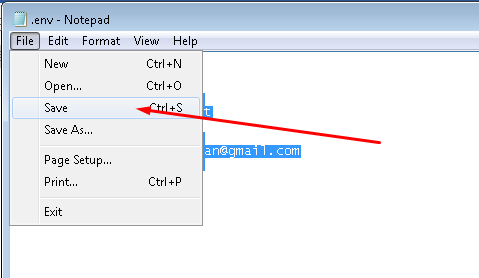 .env - Notepad
File Edit Format View Help
New Ctrl+N
Open... Ctrl+O
Save Ctrl+S
t
Save As...
an@gmail.com
Page Setup...
Print... Ctrl+P
Exit